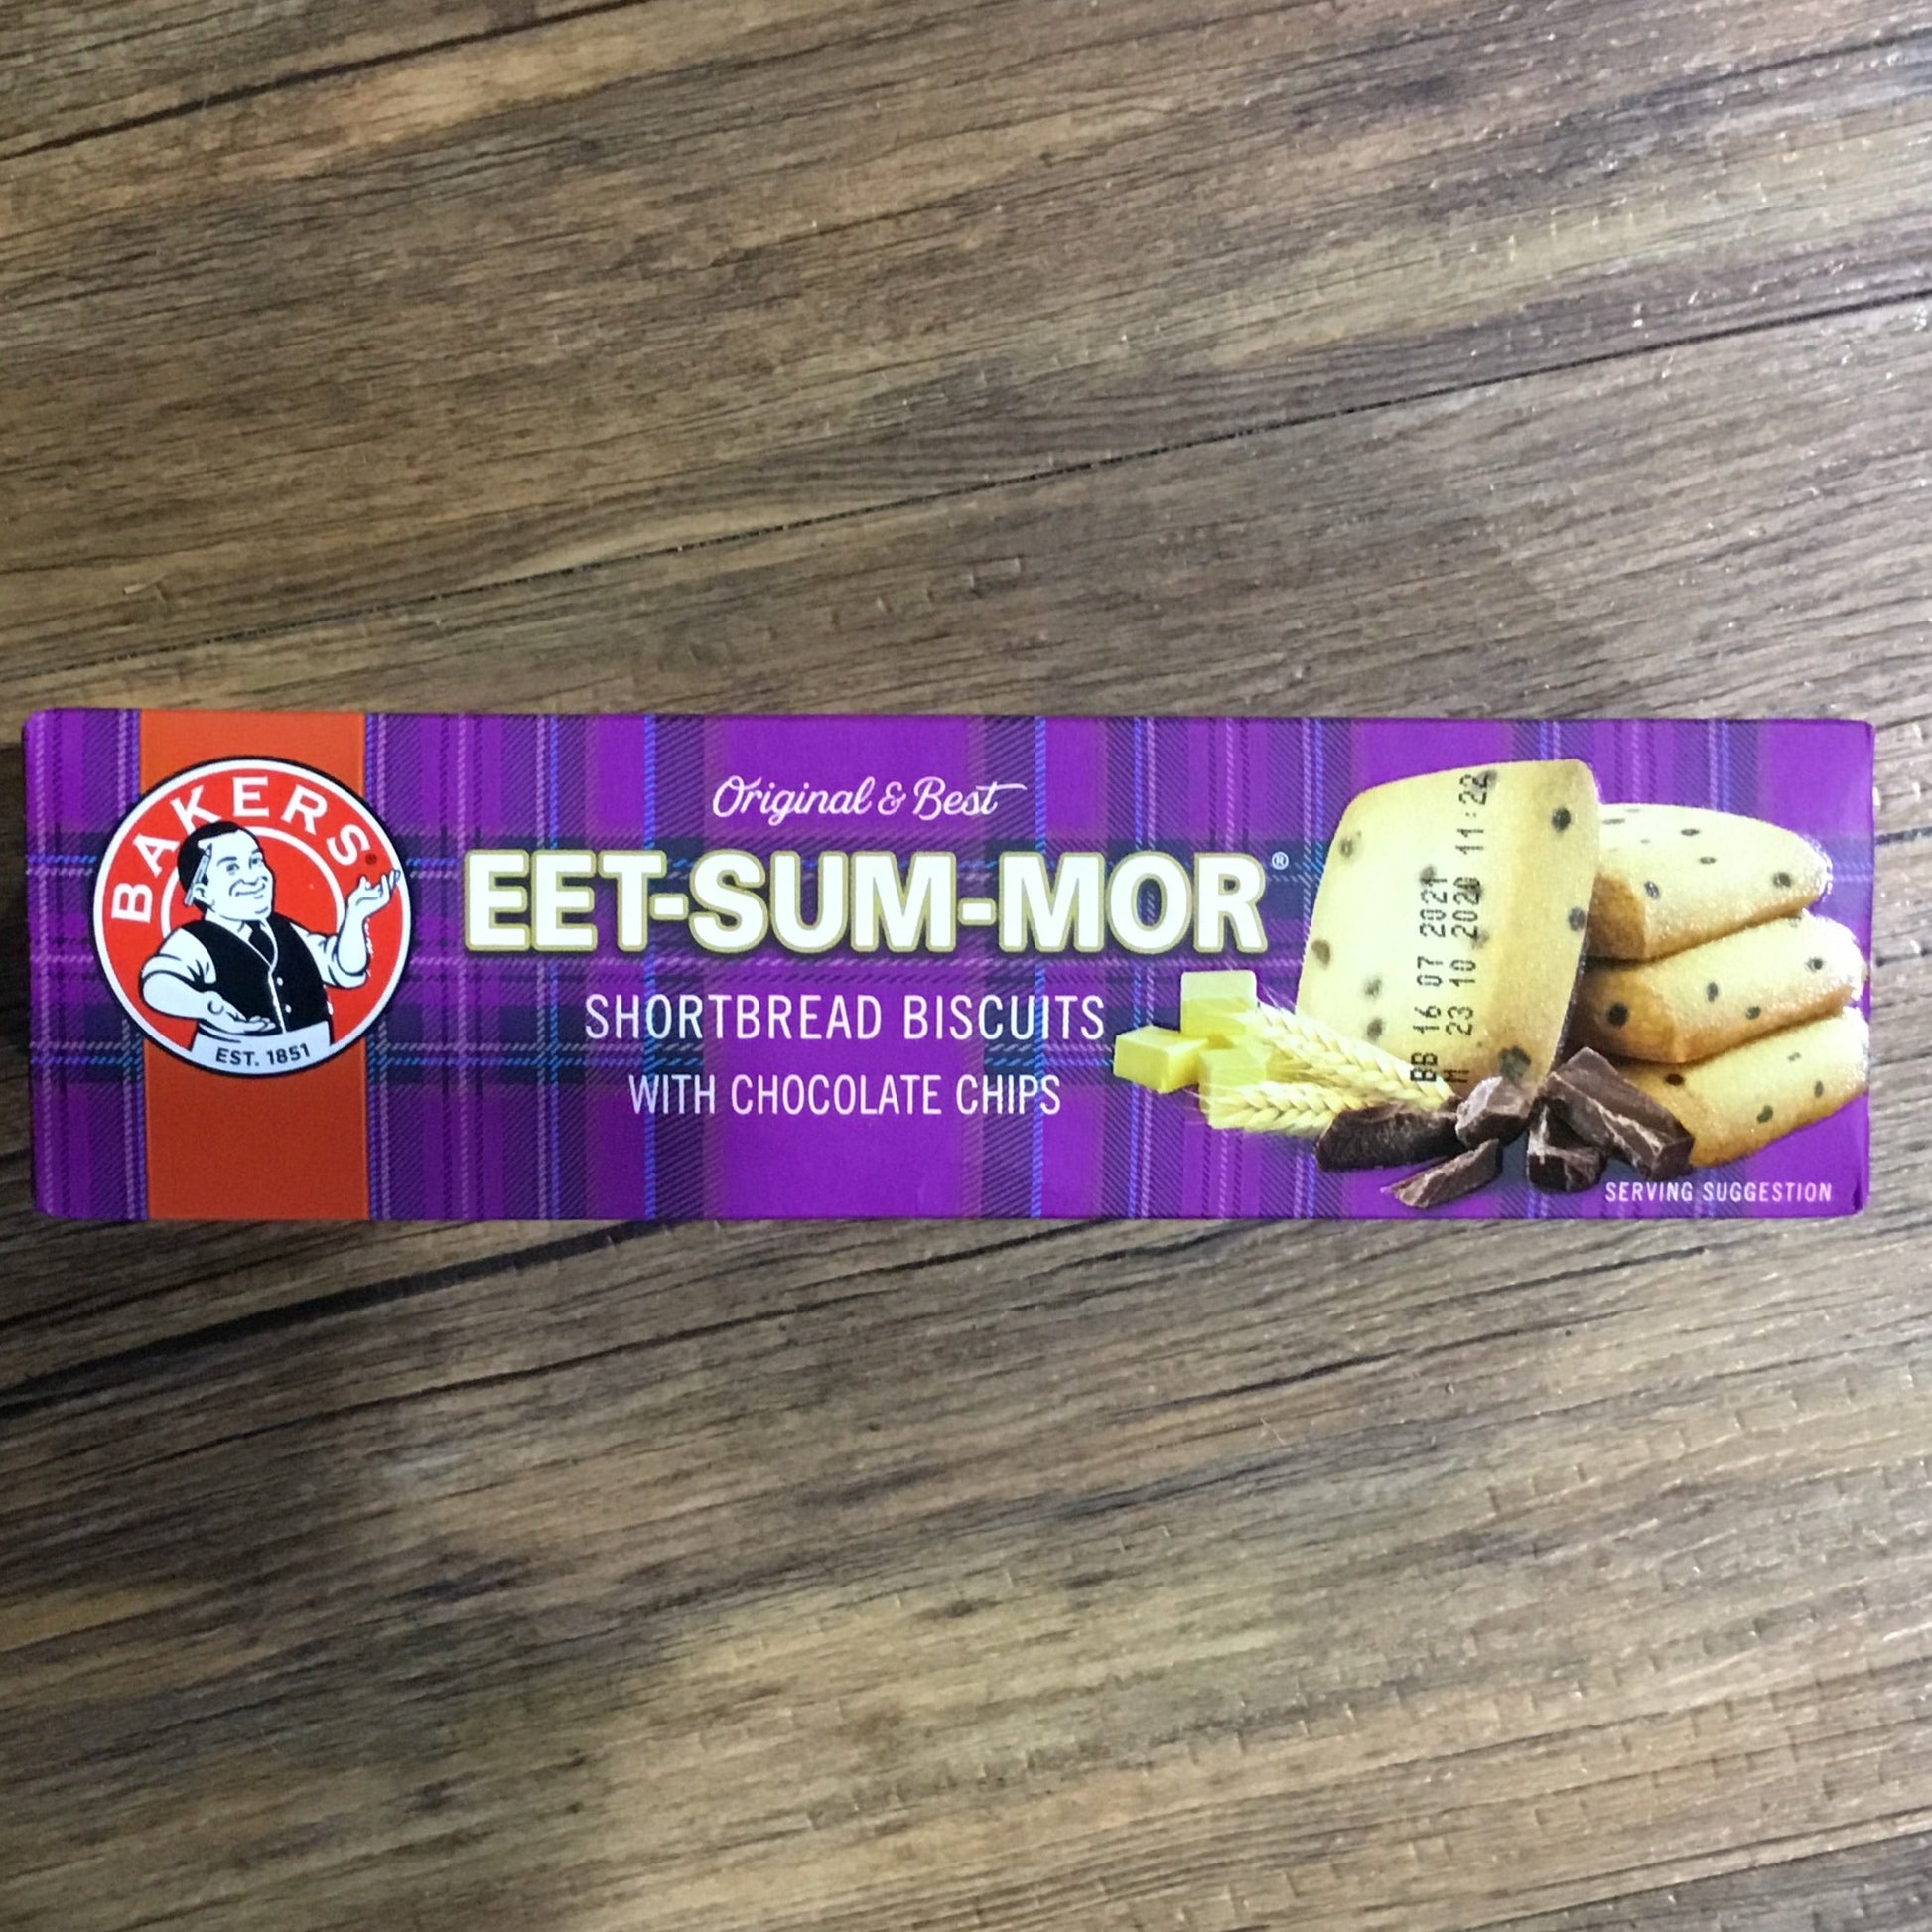 BAKERS®
EST. 1851
Original & Best
EET-SUM-MOR®
SHORTBREAD BISCUITS
WITH CHOCOLATE CHIPS
BB 16 07 2021
M 23 10 2020 11:22
SERVING SUGGESTION